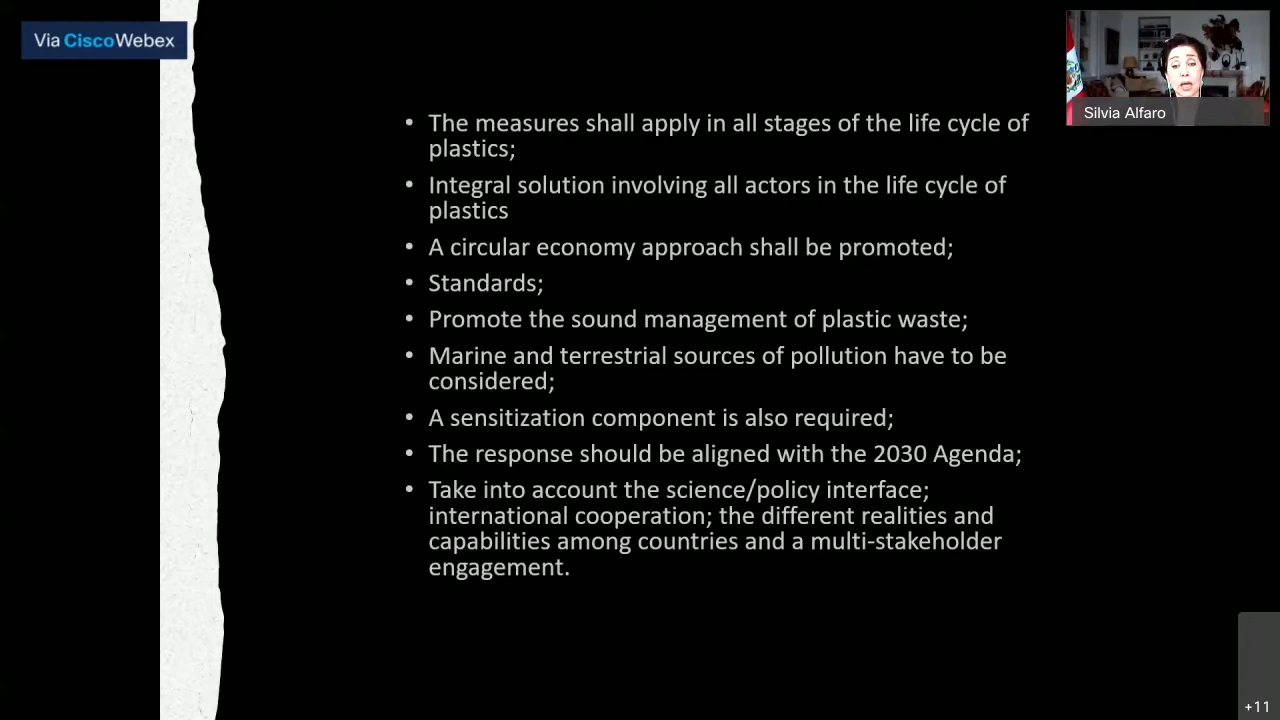 Via CiscoWebex
Silvia Alfaro
• The measures shall apply in all stages of the life cycle of
plastics;
• Integral solution involving all actors in the life cycle of
plastics
• A circular economy approach shall be promoted;
• Standards;
• Promote the sound management of plastic waste;
• Marine and terrestrial sources of pollution have to be
considered;
• A sensitization component is also required;
• The response should be aligned with the 2030 Agenda;
• Take into account the science/policy interface;
international cooperation; the different realities and
capabilities among countries and a multi-stakeholder
engagement.
+11